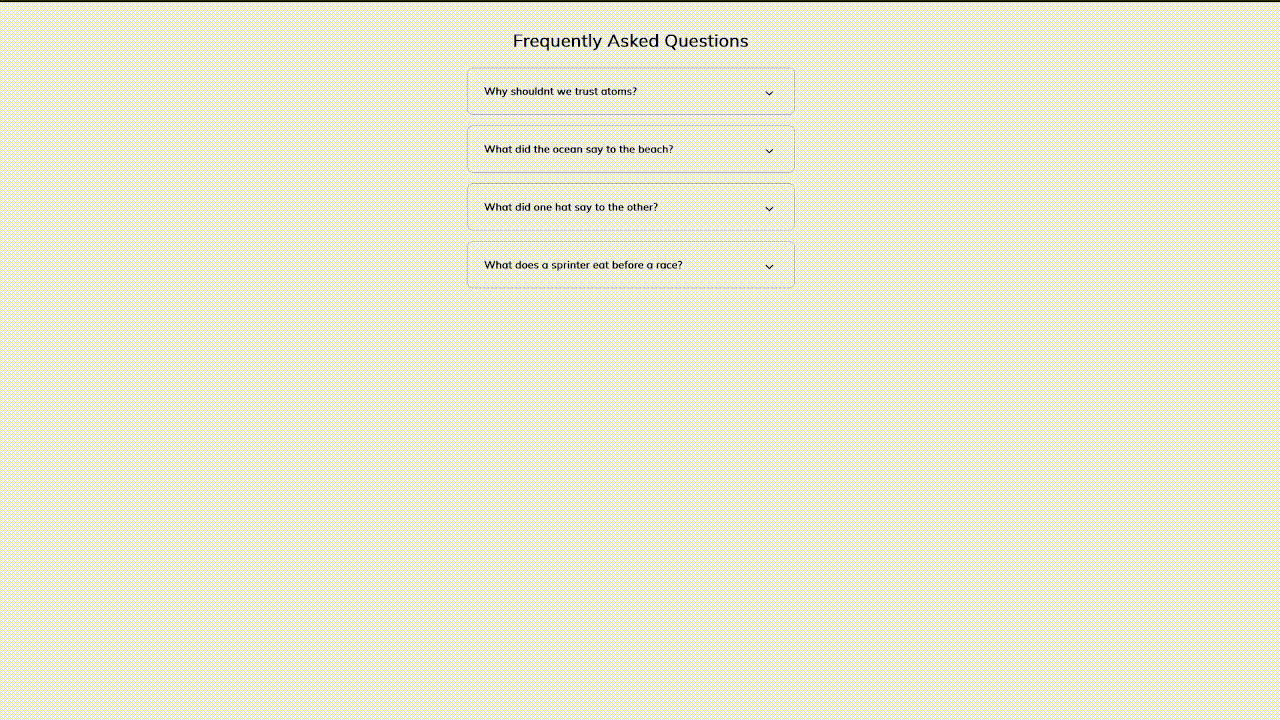 Frequently Asked Questions
Why shouldnt we trust atoms?
What did the ocean say to the beach?
What did one hat say to the other?
What does a sprinter eat before a race?